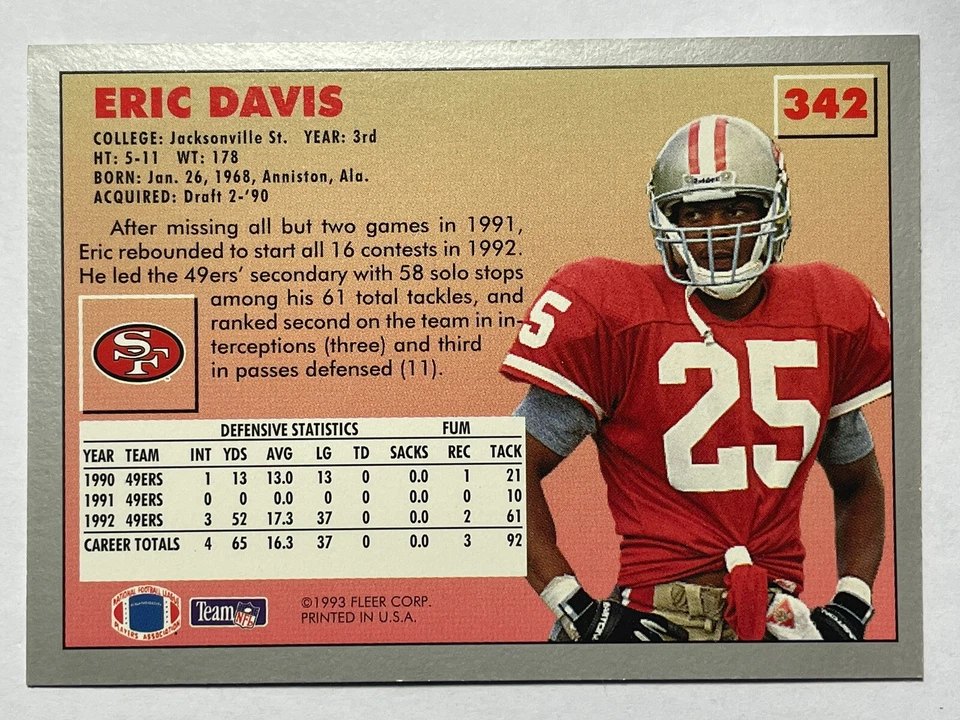 ERIC DAVIS
342
COLLEGE: Jacksonville St. YEAR: 3rd
HT: 5-11 WT: 178
BORN: Jan. 26, 1968, Anniston, Ala.
ACQUIRED: Draft 2-'90
After missing all but two games in 1991,
Eric rebounded to start all 16 contests in 1992.
He led the 49ers' secondary with 58 solo stops
among his 61 total tackles, and
ranked second on the team in in-
terceptions (three) and third
in passes defensed (11).
SF
DEFENSIVE STATISTICS FUM
YEAR TEAM INT YDS AVG LG TD SACKS REC TACK
1990 49ERS 1 13 13.0 13 0 0.0 1 21
1991 49ERS 0 0 0.0 0 0 0.0 0 10
1992 49ERS 3 52 17.3 37 0 0.0 2 61
CAREER TOTALS 4 65 16.3 37 0 0.0 3 92
NATIONAL FOOTBALL LEAGUE
PLAYERS ASSOCIATION
Team NFL
©1993 FLEER CORP.
PRINTED IN U.S.A.
25
25
25